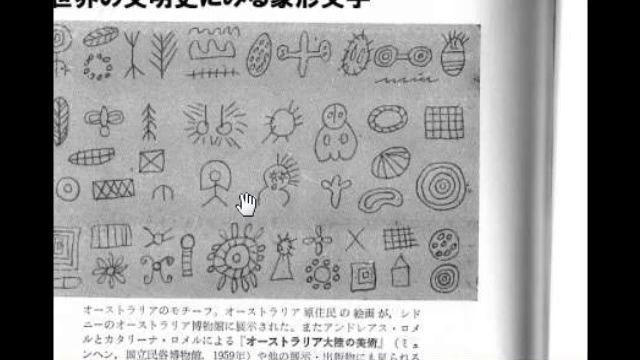 世界の文明史にみる象形文字
オーストラリアのモチーフ。オーストラリア原住民の絵画が、シド
ニーのオーストラリア博物館に展示された。またアンドレアス・ロメ
ルとカタリーナ・ロメルによる『オーストラリア大陸の美術』（ミュ
ンヘン，国立民俗博物館，1959年）や他の展示・出版物にも見られる